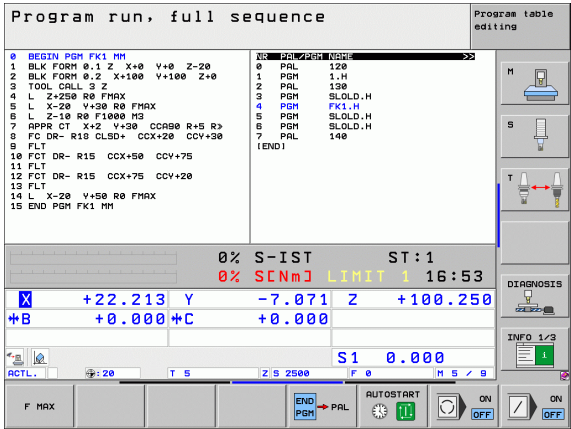 Program run, full sequence
Program table
editing
0 BEGIN PGM FK1 MM
1 BLK FORM 0.1 Z X+0 Y+0 Z-20
2 BLK FORM 0.2 X+100 Y+100 Z+0
3 TOOL CALL 3 Z
4 L Z+250 R0 FMAX
5 L X-20 Y+30 R0 FMAX
6 L Z-10 R0 F1000 M3
7 APPR CT X+2 Y+30 CCA90 R+5 R»
8 FC DR- R18 CLSD+ CCX+20 CCY+30
9 FLT
10 FCT DR- R15 CCX+50 CCY+75
11 FLT
12 FCT DR- R15 CCX+75 CCY+20
13 FLT
14 L X-20 Y+50 R0 FMAX
15 END PGM FK1 MM
NR PAL/PGM NAME >>
0 PAL 120
1 PGM 1.H
2 PAL 130
3 PGM SLOLD.H
4 PGM FK1.H
5 PGM SLOLD.H
6 PGM SLOLD.H
7 PAL 140
[END]
M
S
T
DIAGNOSIS
INFO 1/3
i
0% S-IST ST:1
0% S[Nm] LIMIT 1 16:53
X +22.213 Y -7.071 Z +100.250
B +0.000 C +0.000
S1 0.000
ACTL. :20 T 5 Z S 2500 F 0 M 5 / 9
F MAX
END
PGM
PAL
AUTOSTART
ON
OFF
ON
OFF